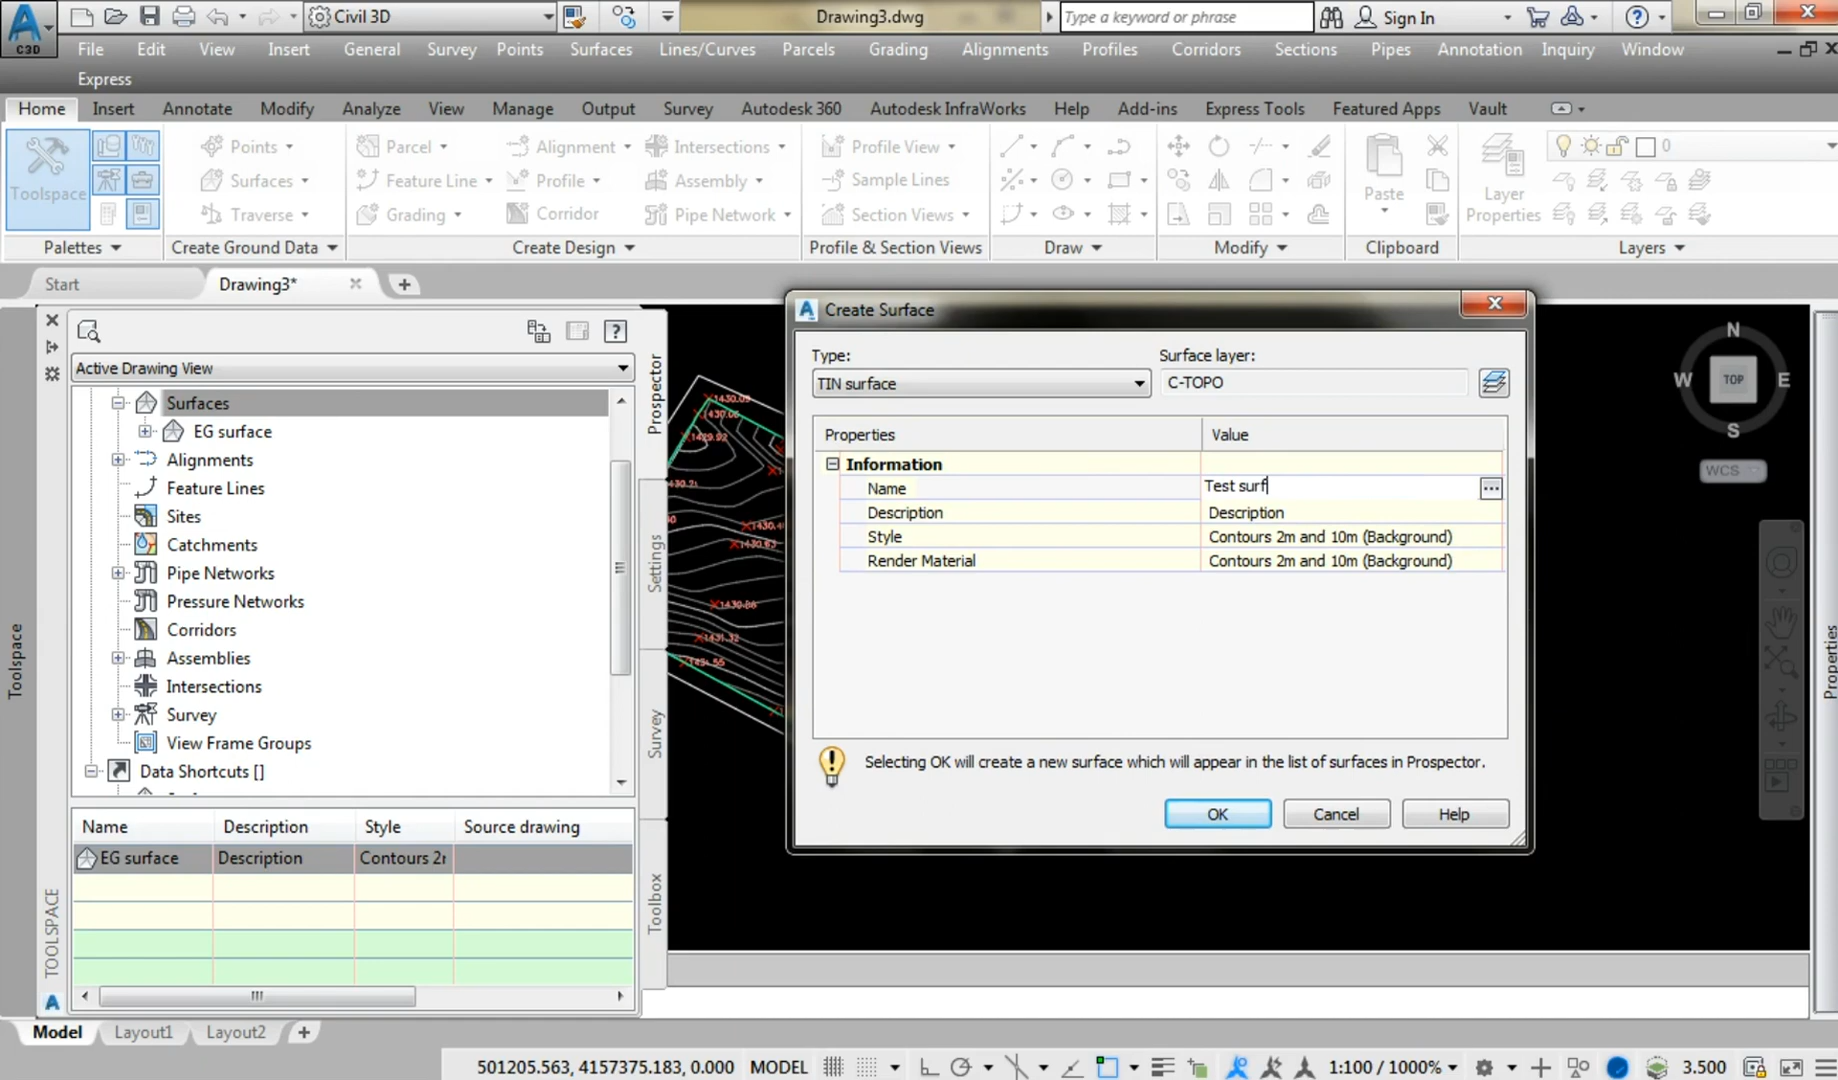 Civil 3D
Drawing3.dwg
Type a keyword or phrase
Sign In
C3D
File Edit View Insert General Survey Points Surfaces Lines/Curves Parcels Grading Alignments Profiles Corridors Sections Pipes Annotation Inquiry Window
Express
Home Insert Annotate Modify Analyze View Manage Output Survey Autodesk 360 Autodesk InfraWorks Help Add-ins Express Tools Featured Apps Vault
Points Parcel Alignment Intersections Profile View 0
Toolspace Surfaces Feature Line Profile Assembly Sample Lines Paste Layer
Traverse Grading Corridor Pipe Network Section Views Properties
Palettes Create Ground Data Create Design Profile & Section Views Draw Modify Clipboard Layers
Start Drawing3*
Active Drawing View
Surfaces
EG surface
Alignments
Feature Lines
Sites
Catchments
Pipe Networks
Pressure Networks
Corridors
Assemblies
Intersections
Survey
View Frame Groups
Data Shortcuts []
Name Description Style Source drawing
EG surface Description Contours 2
Prospector
Settings
Survey
Toolbox
Toolspace
TOOLSPACE
Create Surface
Type: Surface layer:
TIN surface C-TOPO
Properties Value
Information
Name Test surf
Description Description
Style Contours 2m and 10m (Background)
Render Material Contours 2m and 10m (Background)
Selecting OK will create a new surface which will appear in the list of surfaces in Prospector.
OK Cancel Help
N
W TOP E
S
WCS
Properties
Model Layout1 Layout2
501205.563, 4157375.183, 0.000 MODEL 1:100 / 1000% 3.500